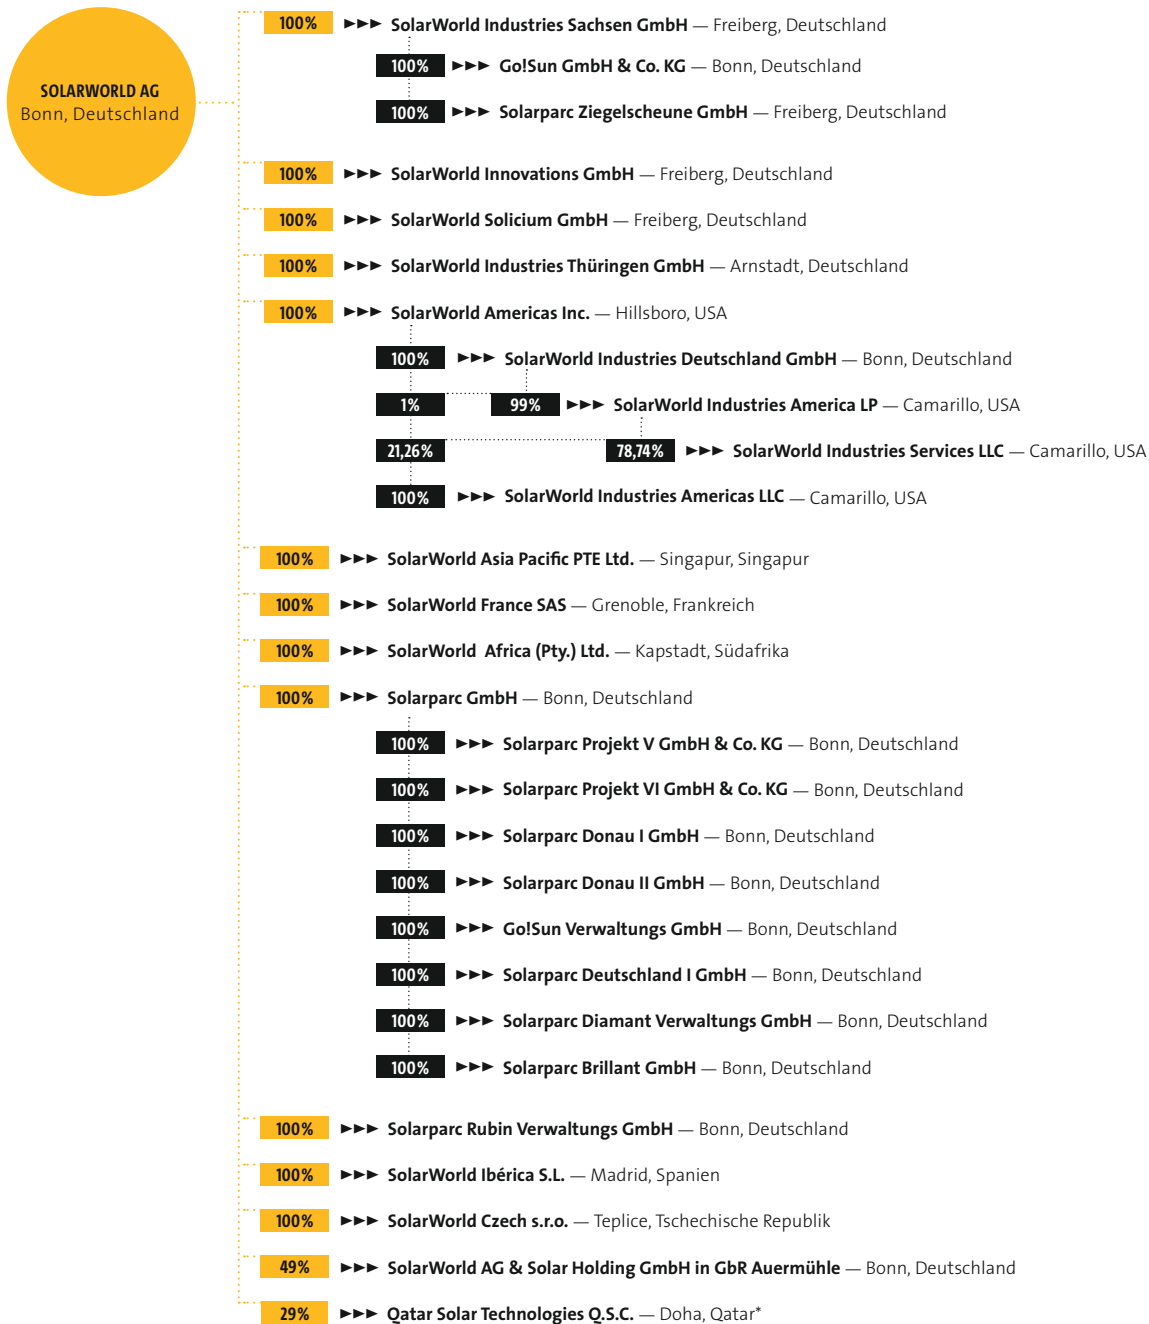 SOLARWORLD AG
Bonn, Deutschland
100% ►►► SolarWorld Industries Sachsen GmbH — Freiberg, Deutschland
100% ►►► Go!Sun GmbH & Co. KG — Bonn, Deutschland
100% ►►► Solarparc Ziegelscheune GmbH — Freiberg, Deutschland
100% ►►► SolarWorld Innovations GmbH — Freiberg, Deutschland
100% ►►► SolarWorld Solicium GmbH — Freiberg, Deutschland
100% ►►► SolarWorld Industries Thüringen GmbH — Arnstadt, Deutschland
100% ►►► SolarWorld Americas Inc. — Hillsboro, USA
100% ►►► SolarWorld Industries Deutschland GmbH — Bonn, Deutschland
1% 99% ►►► SolarWorld Industries America LP — Camarillo, USA
21,26% 78,74% ►►► SolarWorld Industries Services LLC — Camarillo, USA
100% ►►► SolarWorld Industries Americas LLC — Camarillo, USA
100% ►►► SolarWorld Asia Pacific PTE Ltd. — Singapur, Singapur
100% ►►► SolarWorld France SAS — Grenoble, Frankreich
100% ►►► SolarWorld Africa (Pty.) Ltd. — Kapstadt, Südafrika
100% ►►► Solarparc GmbH — Bonn, Deutschland
100% ►►► Solarparc Projekt V GmbH & Co. KG — Bonn, Deutschland
100% ►►► Solarparc Projekt VI GmbH & Co. KG — Bonn, Deutschland
100% ►►► Solarparc Donau I GmbH — Bonn, Deutschland
100% ►►► Solarparc Donau II GmbH — Bonn, Deutschland
100% ►►► Go!Sun Verwaltungs GmbH — Bonn, Deutschland
100% ►►► Solarparc Deutschland I GmbH — Bonn, Deutschland
100% ►►► Solarparc Diamant Verwaltungs GmbH — Bonn, Deutschland
100% ►►► Solarparc Brillant GmbH — Bonn, Deutschland
100% ►►► Solarparc Rubin Verwaltungs GmbH — Bonn, Deutschland
100% ►►► SolarWorld Ibérica S.L. — Madrid, Spanien
100% ►►► SolarWorld Czech s.r.o. — Teplice, Tschechische Republik
49% ►►► SolarWorld AG & Solar Holding GmbH in GbR Auermühle — Bonn, Deutschland
29% ►►► Qatar Solar Technologies Q.S.C. — Doha, Qatar*